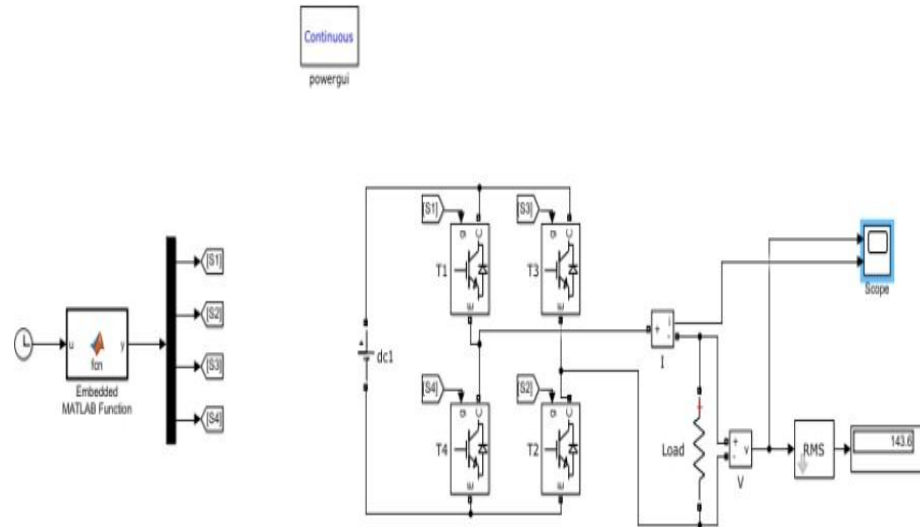 Continuous
powergui
[S1]
[S2]
[S3]
[S4]
u
fcn
y
Embedded
MATLAB Function
dc1
[S1]
g
C
T1
E
[S3]
g
C
T3
E
[S4]
g
C
T4
E
[S2]
g
C
T2
E
+
i
-
I
Scope
+
Load
+
v
-
V
RMS
143.6